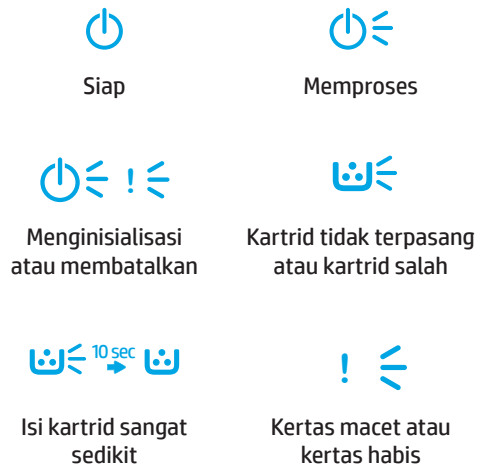 Siap
Memproses
!
Menginisialisasi
atau membatalkan
Kartrid tidak terpasang
atau kartrid salah
10 sec
!
Isi kartrid sangat
sedikit
Kertas macet atau
kertas habis